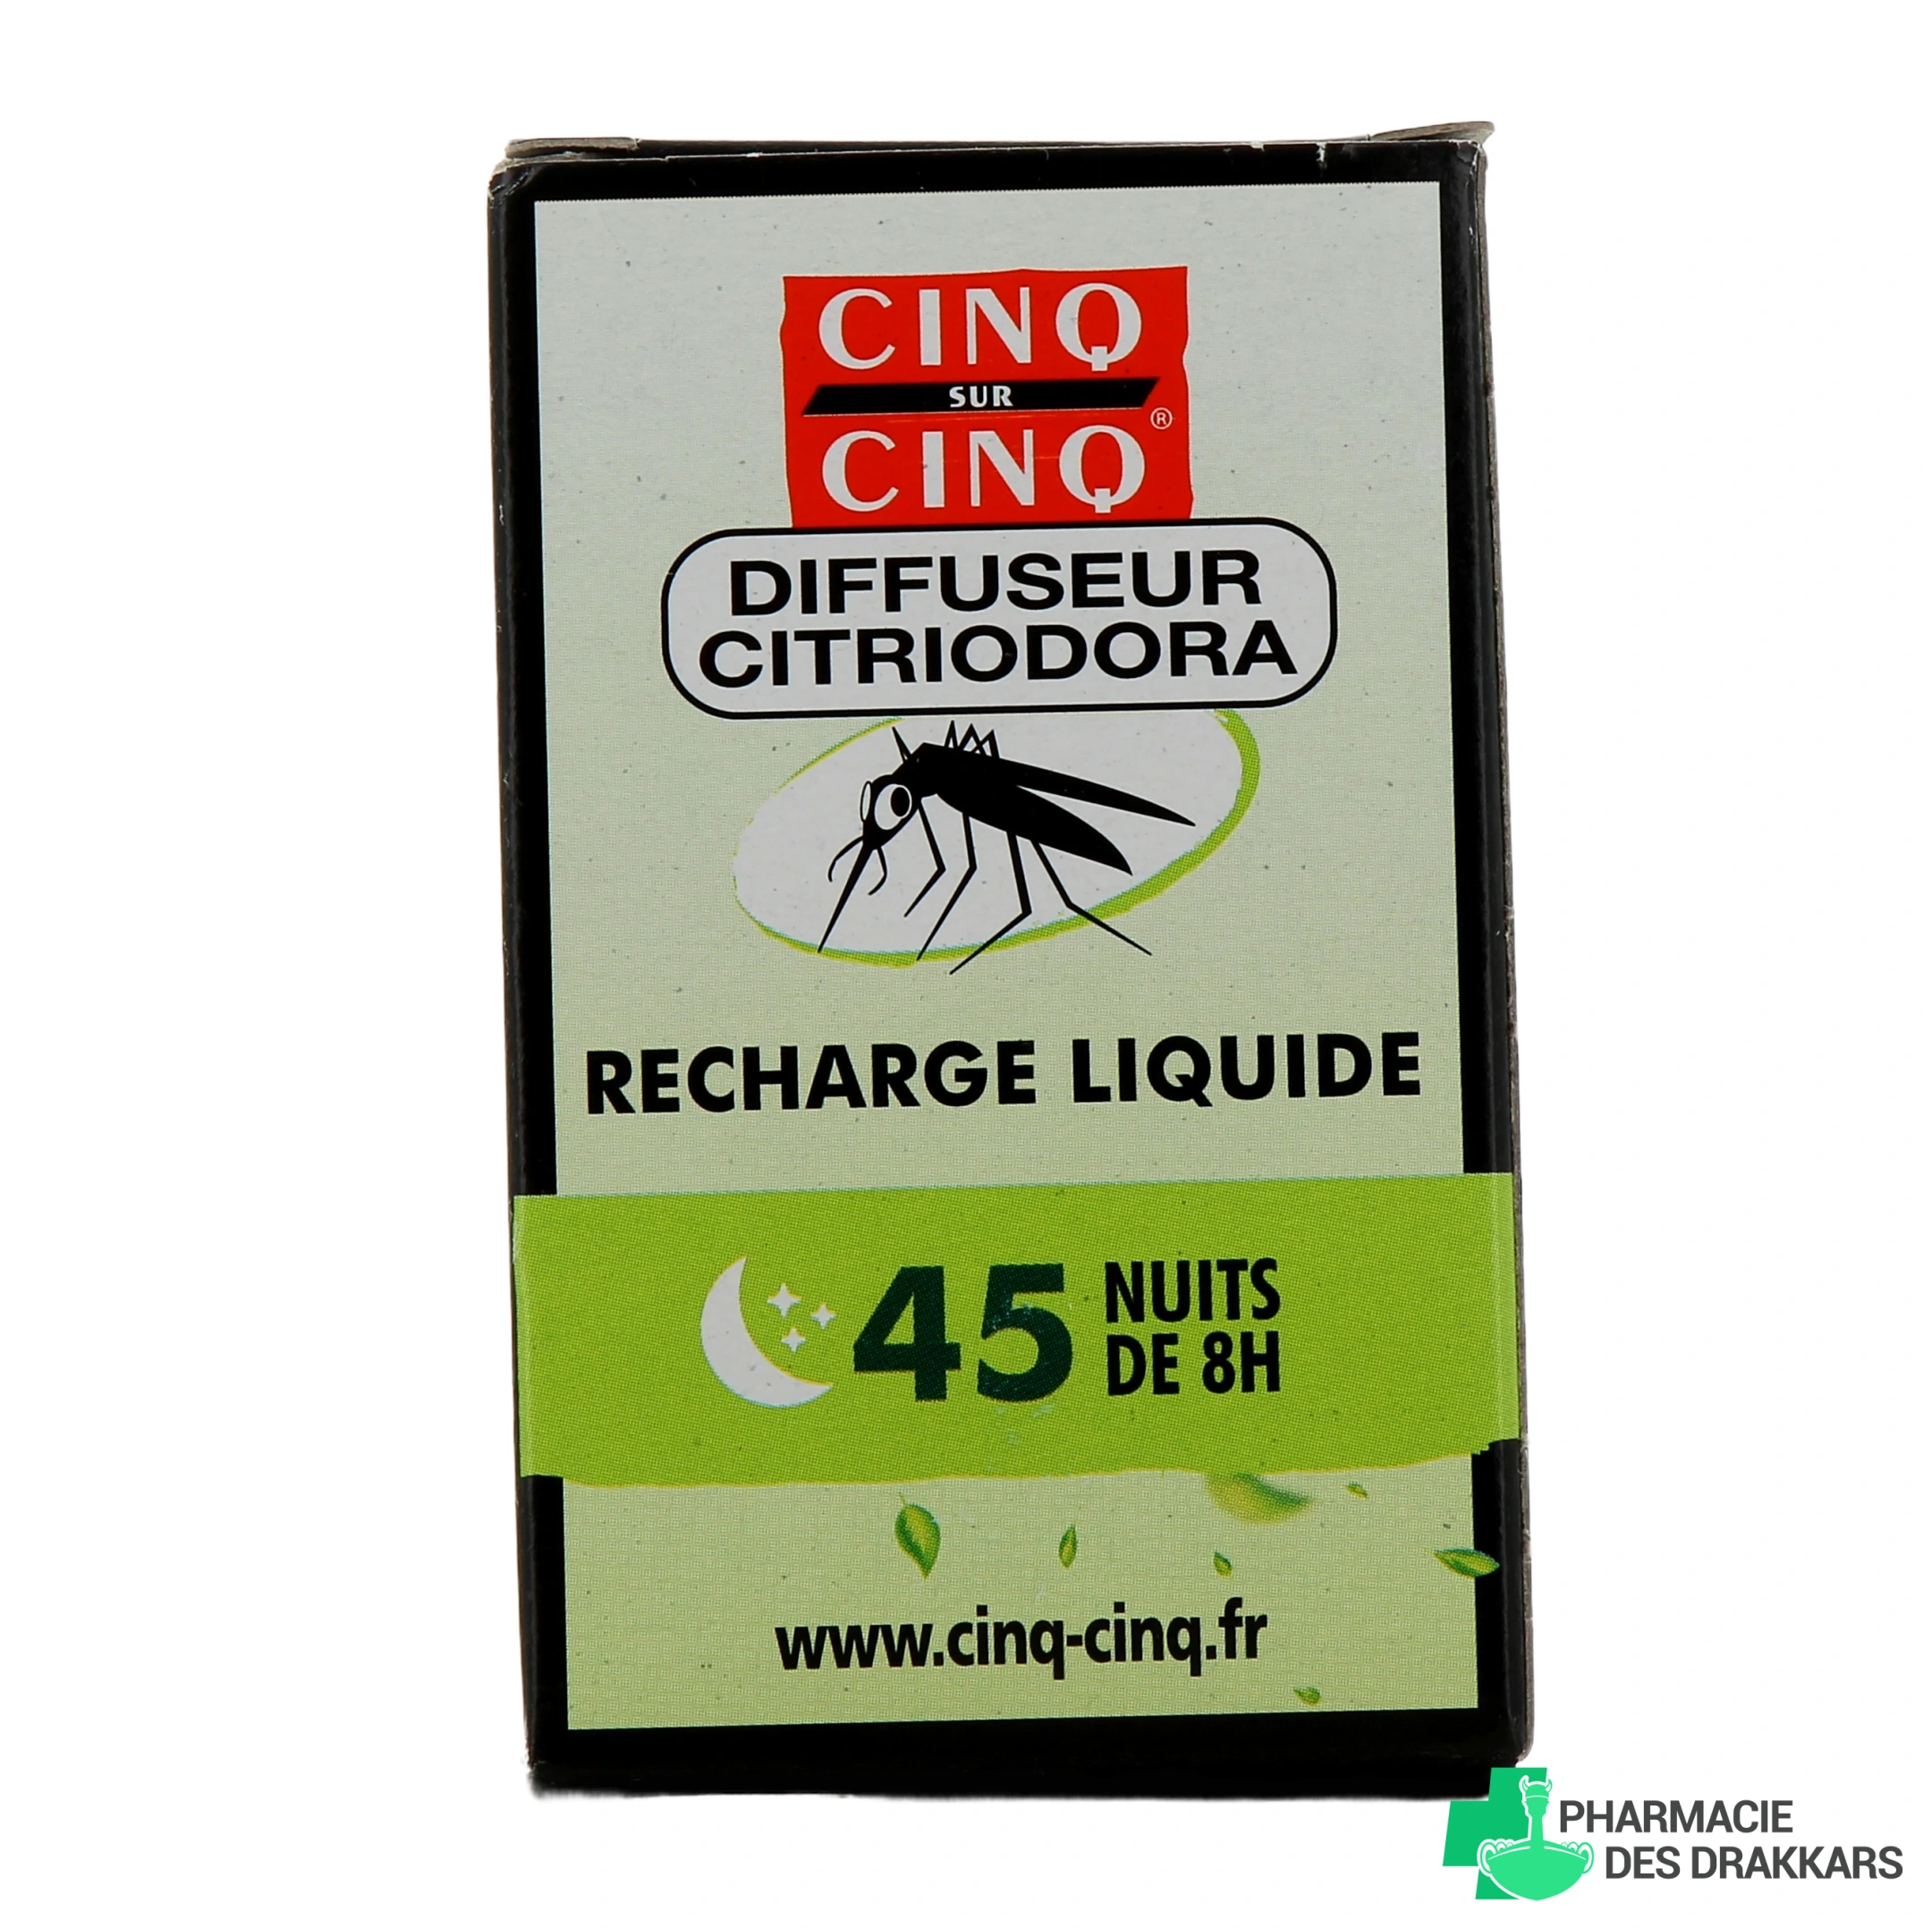 CINQ
SUR
CINQ®
DIFFUSEUR
CITRIODORA
RECHARGE LIQUIDE
45 NUITS
DE 8H
www.cinq-cinq.fr
PHARMACIE
DES DRAKKARS